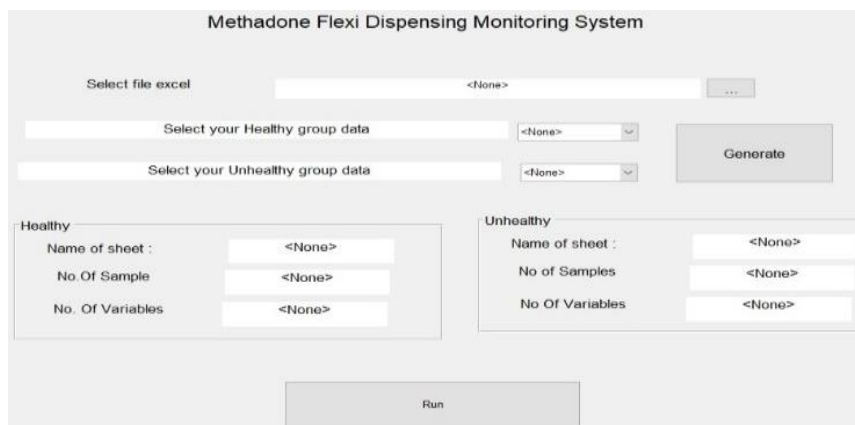 Methadone Flexi Dispensing Monitoring System
Select file excel <None> ...
Select your Healthy group data <None>
Select your Unhealthy group data <None>
Generate
Healthy
Name of sheet : <None>
No.Of Sample <None>
No. Of Variables <None>
Unhealthy
Name of sheet : <None>
No of Samples <None>
No Of Variables <None>
Run